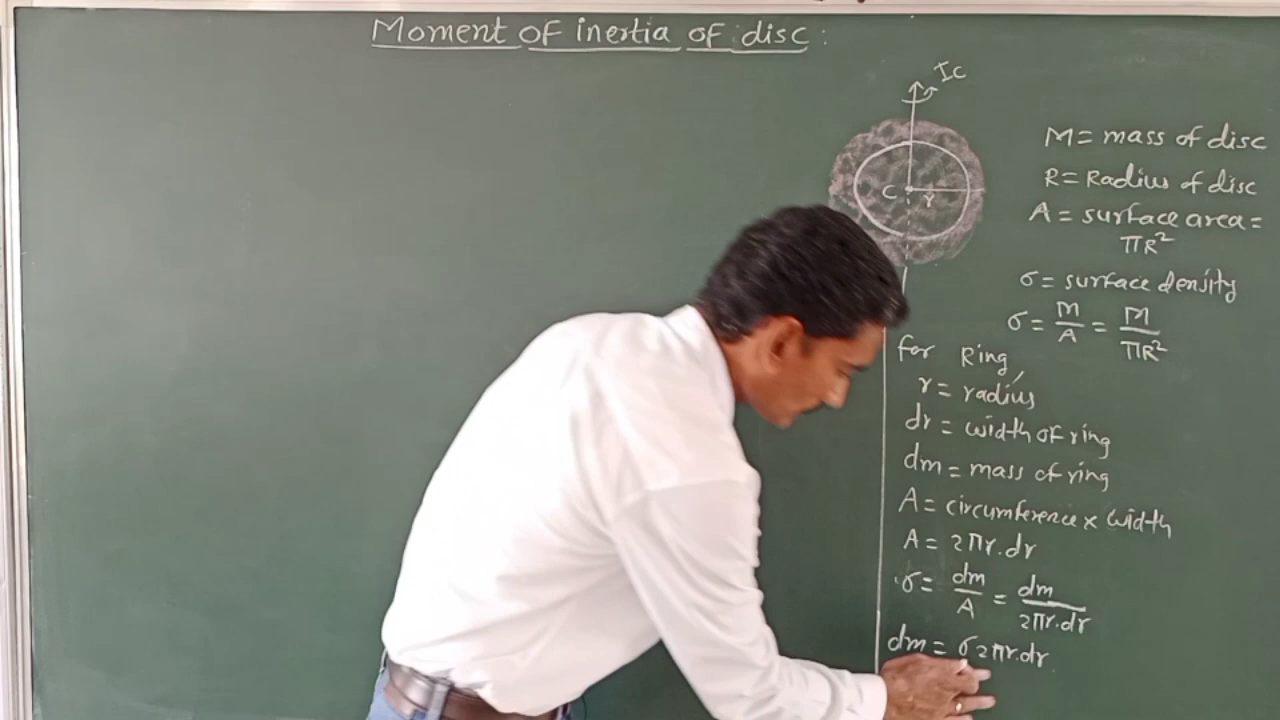 Moment of inertia of disc :
Ic
C r
M = mass of disc
R = Radius of disc
A = surface area =
πR²
σ = surface density
σ = M/A = M/πR²
for Ring,
r = radius
dr = width of ring
dm = mass of ring
A = circumference × width
A = 2πr.dr
σ = dm/A = dm/2πr.dr
dm = σ2πr.dr